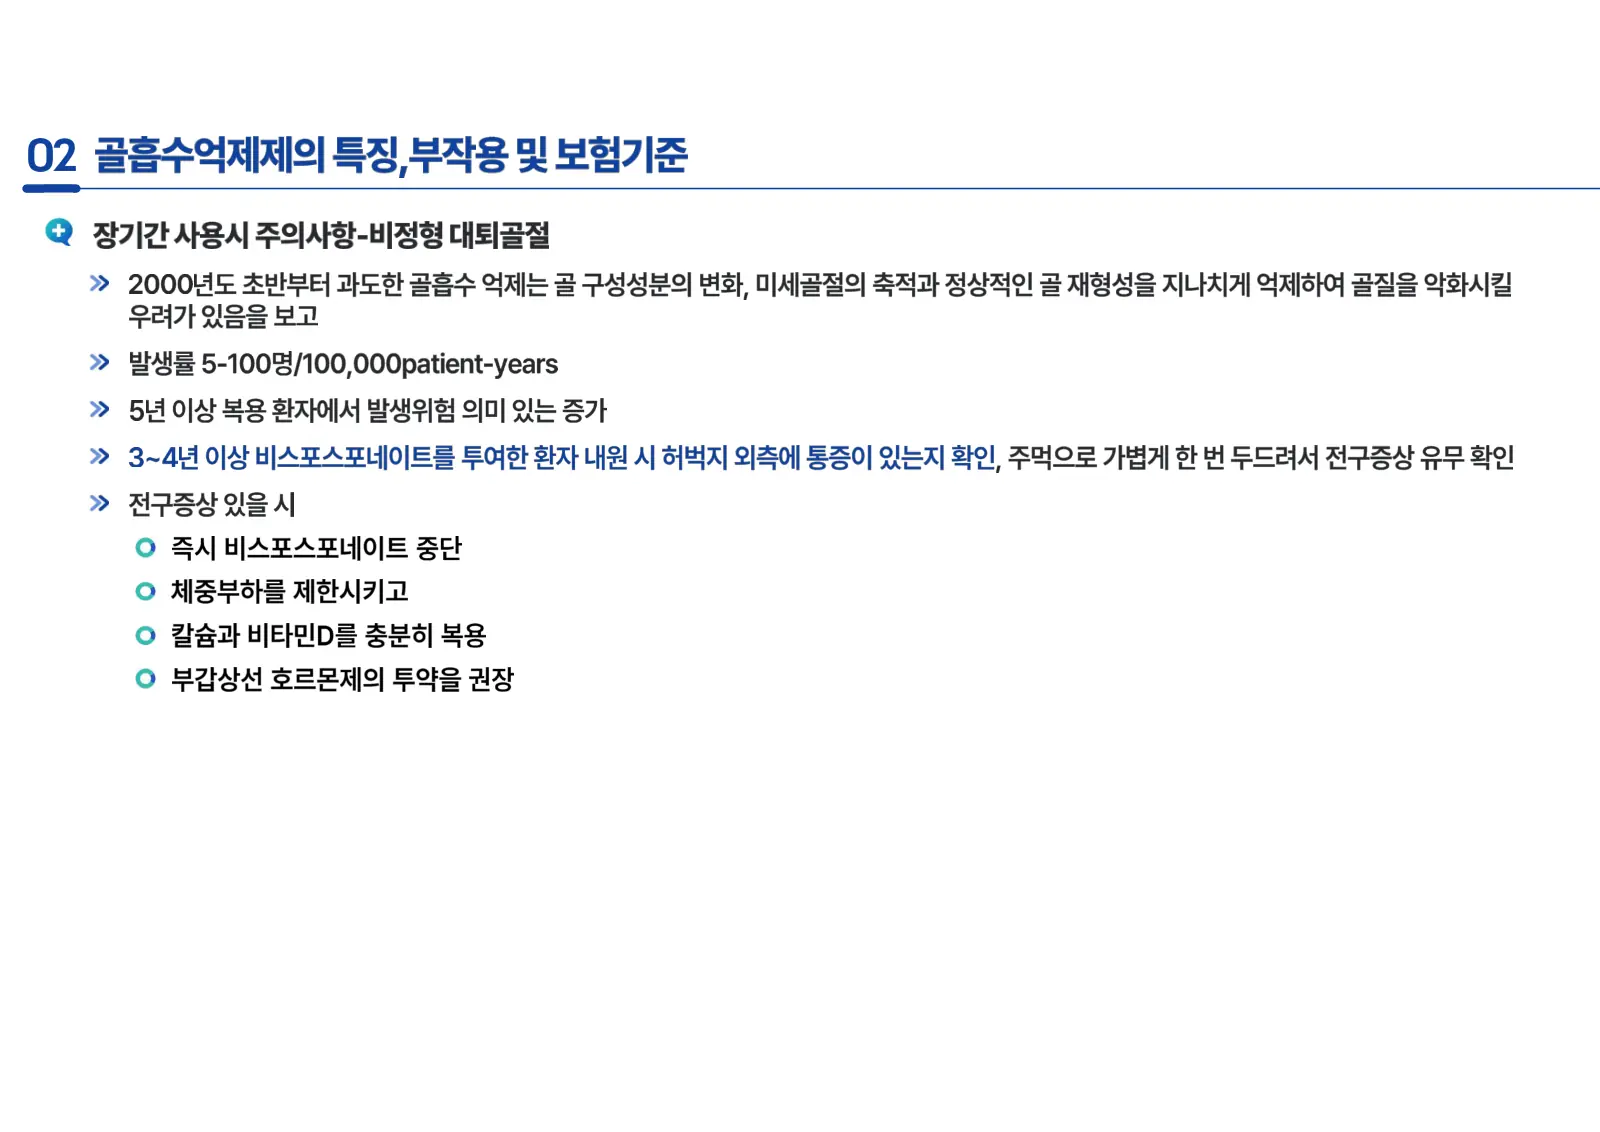 02 골흡수억제제의 특징,부작용 및 보험기준
장기간 사용시 주의사항-비정형 대퇴골절
2000년도 초반부터 과도한 골흡수 억제는 골 구성성분의 변화, 미세골절의 축적과 정상적인 골 재형성을 지나치게 억제하여 골질을 악화시킬
우려가 있음을 보고
발생률 5-100명/100,000patient-years
5년 이상 복용 환자에서 발생위험 의미 있는 증가
3~4년 이상 비스포스포네이트를 투여한 환자 내원 시 허벅지 외측에 통증이 있는지 확인, 주먹으로 가볍게 한 번 두드려서 전구증상 유무 확인
전구증상 있을 시
즉시 비스포스포네이트 중단
체중부하를 제한시키고
칼슘과 비타민D를 충분히 복용
부갑상선 호르몬제의 투약을 권장